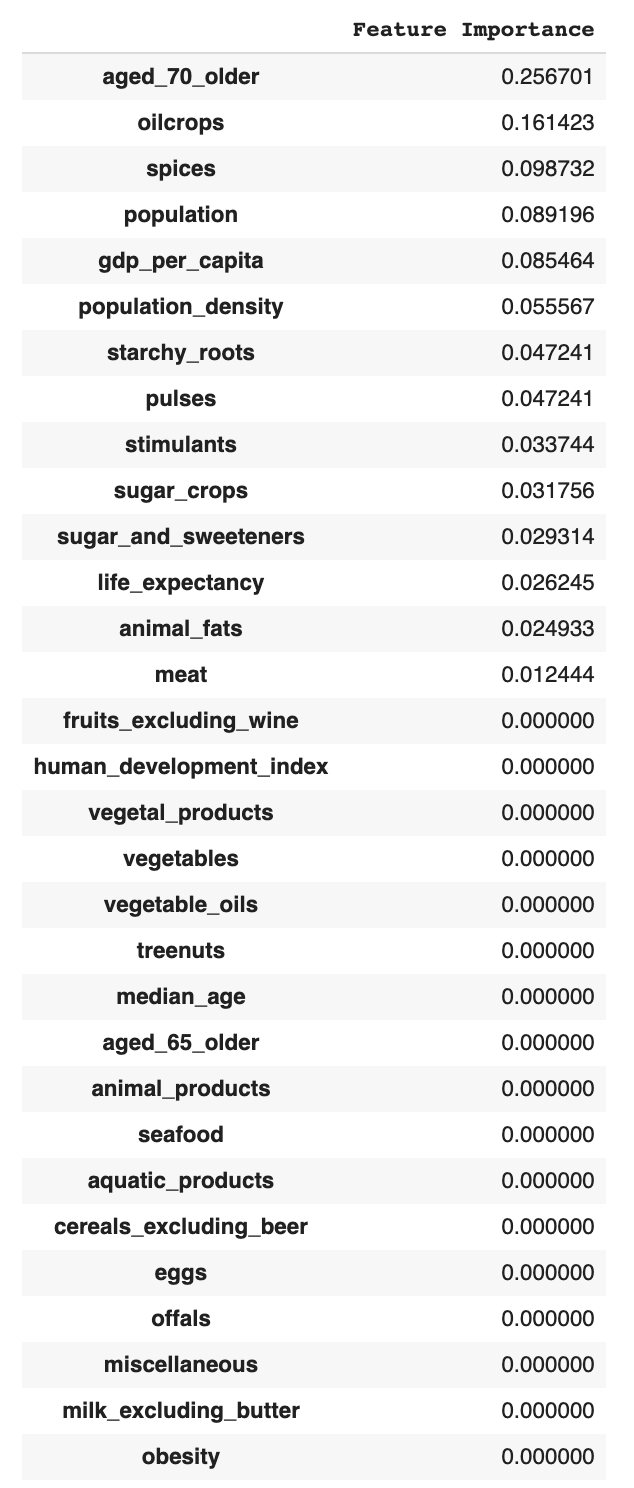 Feature Importance
aged_70_older 0.256701
oilcrops 0.161423
spices 0.098732
population 0.089196
gdp_per_capita 0.085464
population_density 0.055567
starchy_roots 0.047241
pulses 0.047241
stimulants 0.033744
sugar_crops 0.031756
sugar_and_sweeteners 0.029314
life_expectancy 0.026245
animal_fats 0.024933
meat 0.012444
fruits_excluding_wine 0.000000
human_development_index 0.000000
vegetal_products 0.000000
vegetables 0.000000
vegetable_oils 0.000000
treenuts 0.000000
median_age 0.000000
aged_65_older 0.000000
animal_products 0.000000
seafood 0.000000
aquatic_products 0.000000
cereals_excluding_beer 0.000000
eggs 0.000000
offals 0.000000
miscellaneous 0.000000
milk_excluding_butter 0.000000
obesity 0.000000